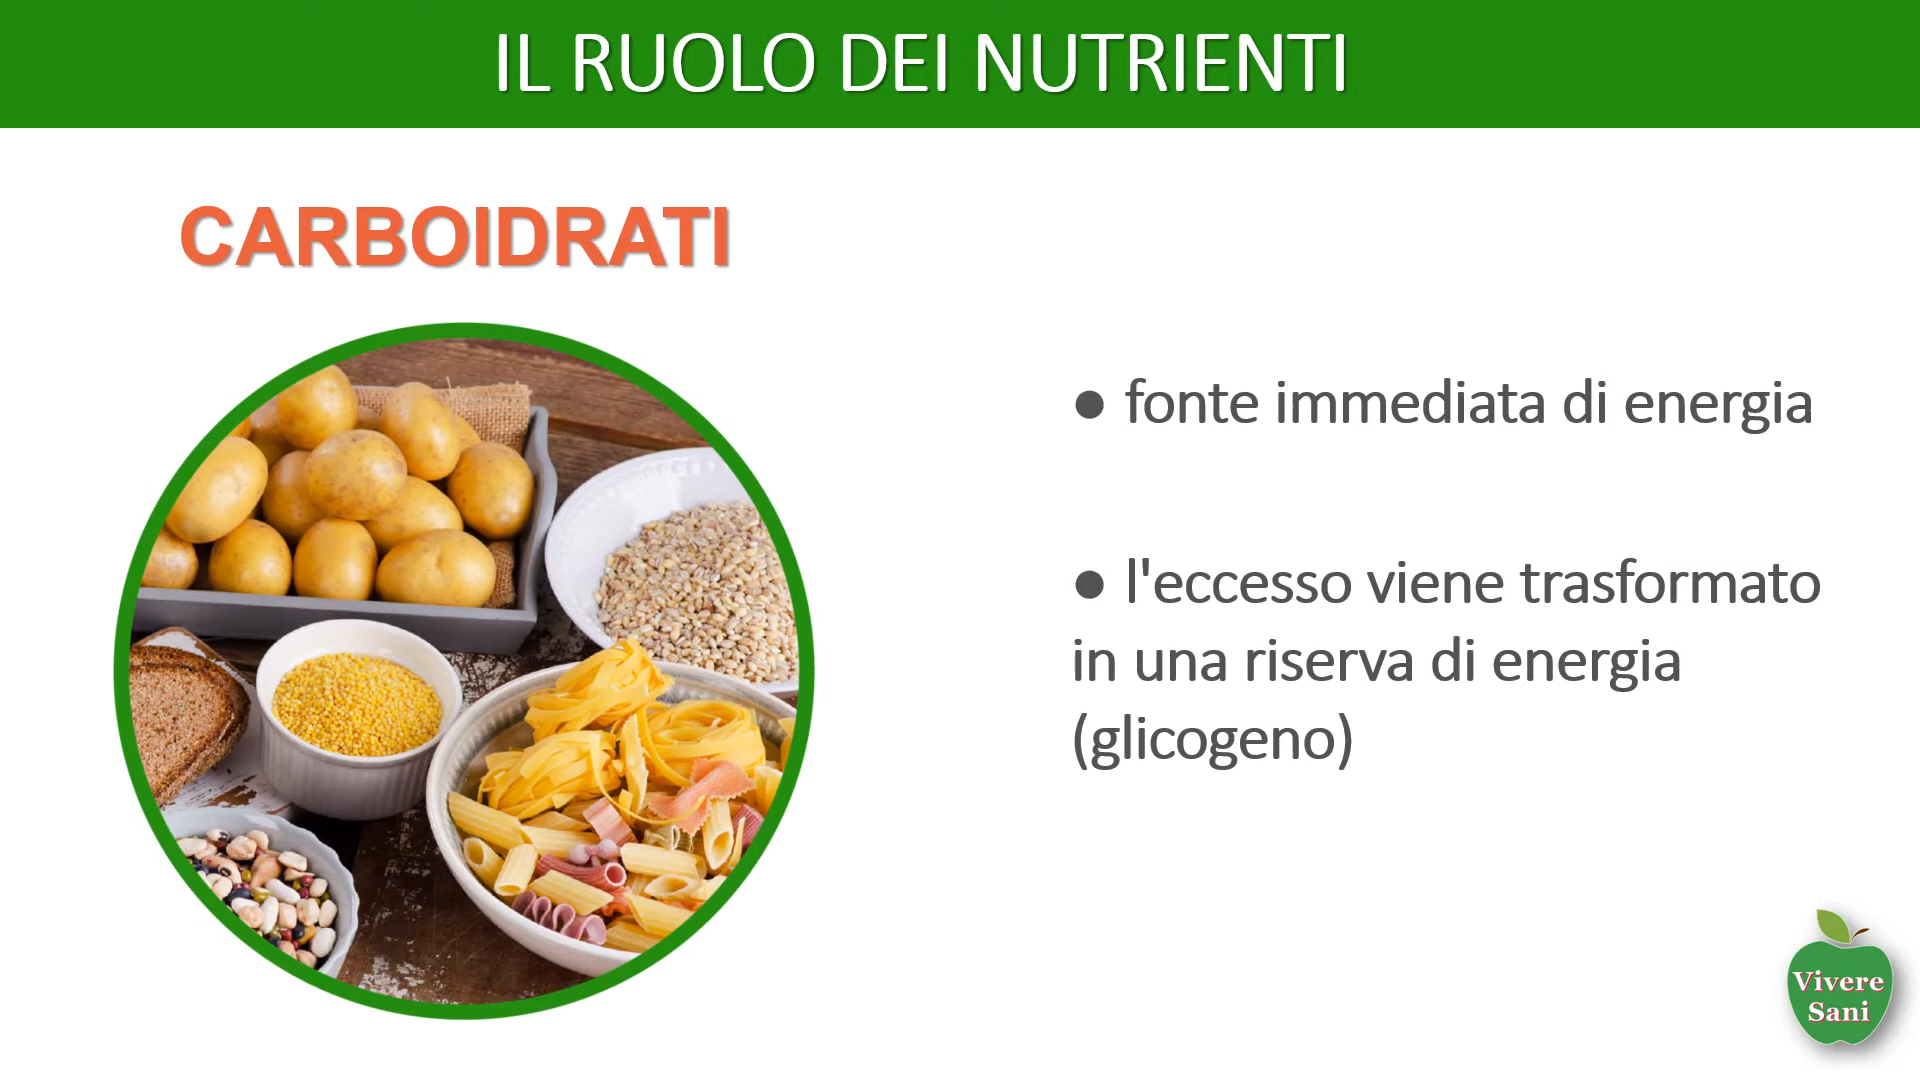 IL RUOLO DEI NUTRIENTI
CARBOIDRATI
● fonte immediata di energia
● l'eccesso viene trasformato
in una riserva di energia
(glicogeno)
Vivere
Sani